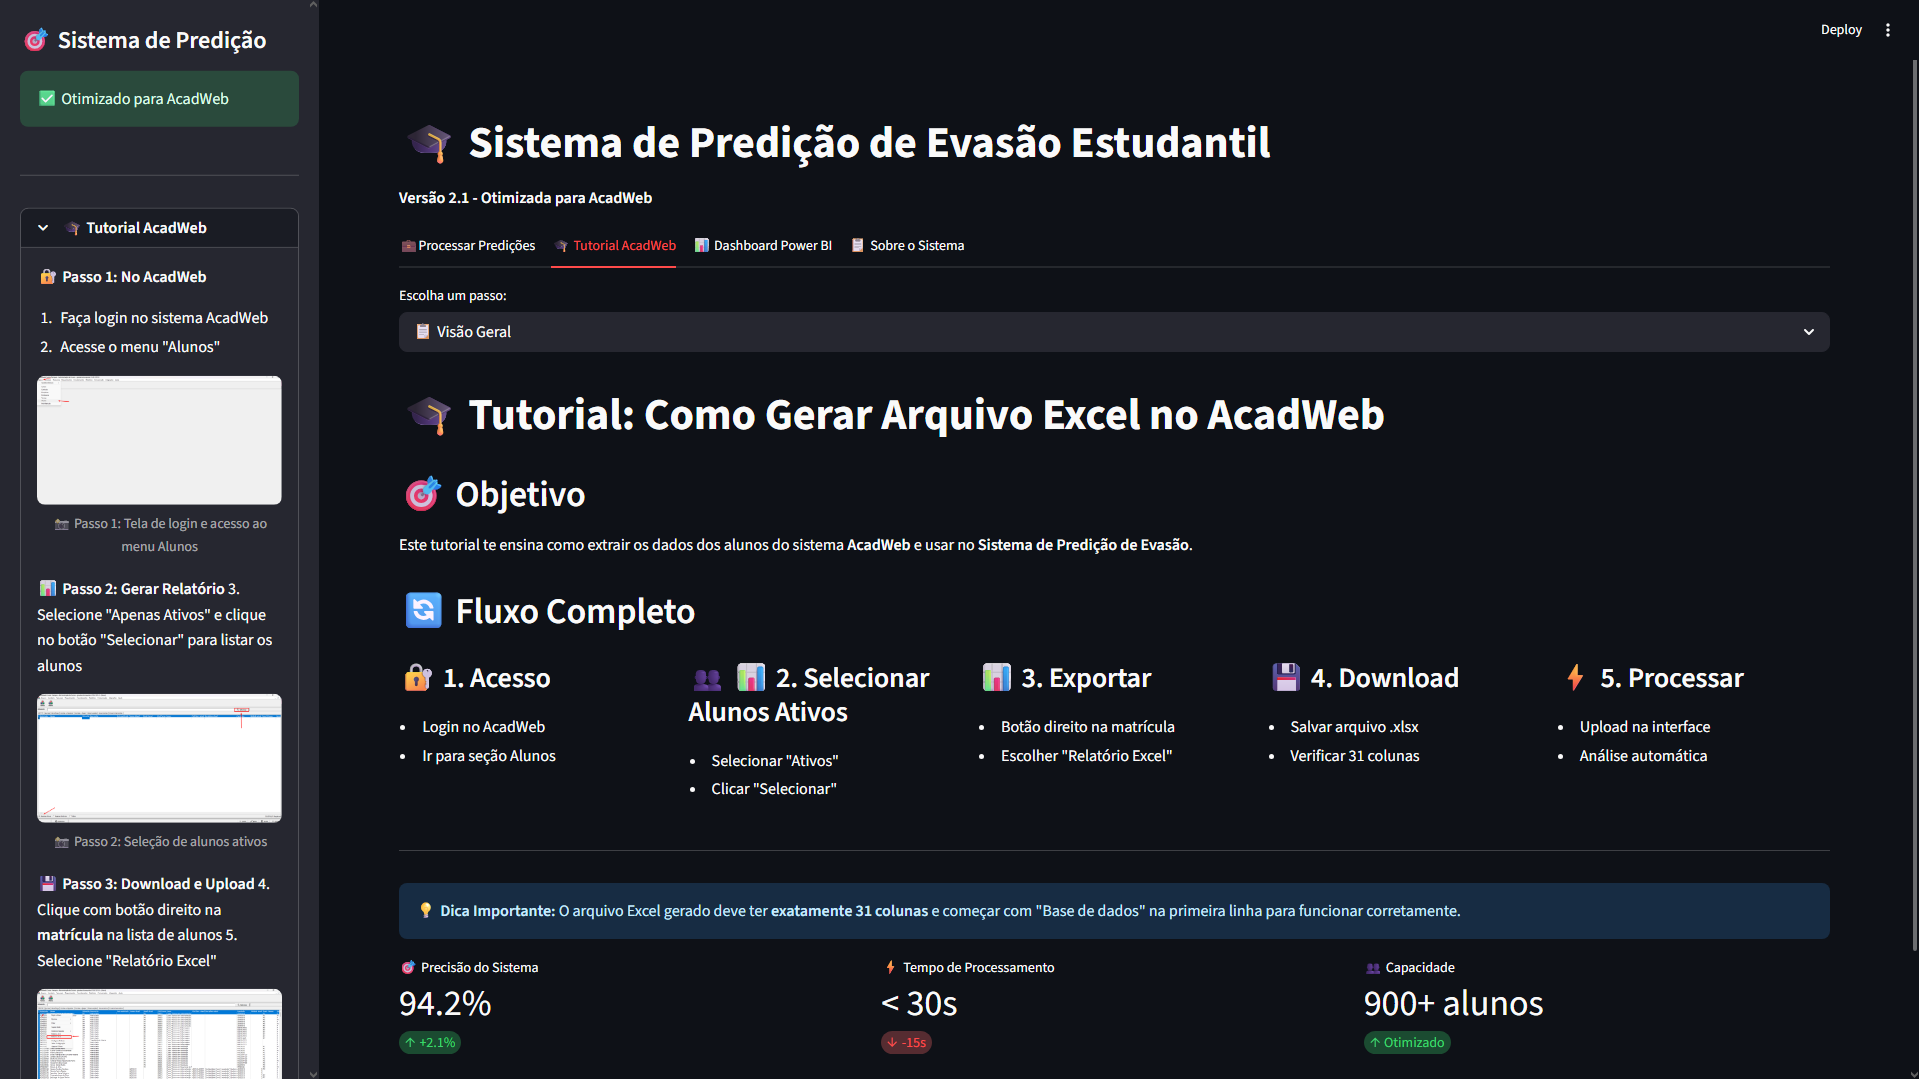 Sistema de Predição
Otimizado para AcadWeb
Tutorial AcadWeb
Passo 1: No AcadWeb
1. Faça login no sistema AcadWeb
2. Acesse o menu "Alunos"
Passo 1: Tela de login e acesso ao
menu Alunos
Passo 2: Gerar Relatório 3.
Selecione "Apenas Ativos" e clique
no botão "Selecionar" para listar os
alunos
Passo 2: Seleção de alunos ativos
Passo 3: Download e Upload 4.
Clique com botão direito na
matrícula na lista de alunos 5.
Selecione "Relatório Excel"
Deploy
Sistema de Predição de Evasão Estudantil
Versão 2.1 - Otimizada para AcadWeb
Processar Predições
Tutorial AcadWeb
Dashboard Power BI
Sobre o Sistema
Escolha um passo:
Visão Geral
Tutorial: Como Gerar Arquivo Excel no AcadWeb
Objetivo
Este tutorial te ensina como extrair os dados dos alunos do sistema AcadWeb e usar no Sistema de Predição de Evasão.
Fluxo Completo
1. Acesso
• Login no AcadWeb
• Ir para seção Alunos
2. Selecionar
Alunos Ativos
• Selecionar "Ativos"
• Clicar "Selecionar"
3. Exportar
• Botão direito na matrícula
• Escolher "Relatório Excel"
4. Download
• Salvar arquivo .xlsx
• Verificar 31 colunas
5. Processar
• Upload na interface
• Análise automática
Dica Importante: O arquivo Excel gerado deve ter exatamente 31 colunas e começar com "Base de dados" na primeira linha para funcionar corretamente.
Precisão do Sistema
94.2%
↑ +2.1%
Tempo de Processamento
< 30s
↓ -15s
Capacidade
900+ alunos
↑ Otimizado